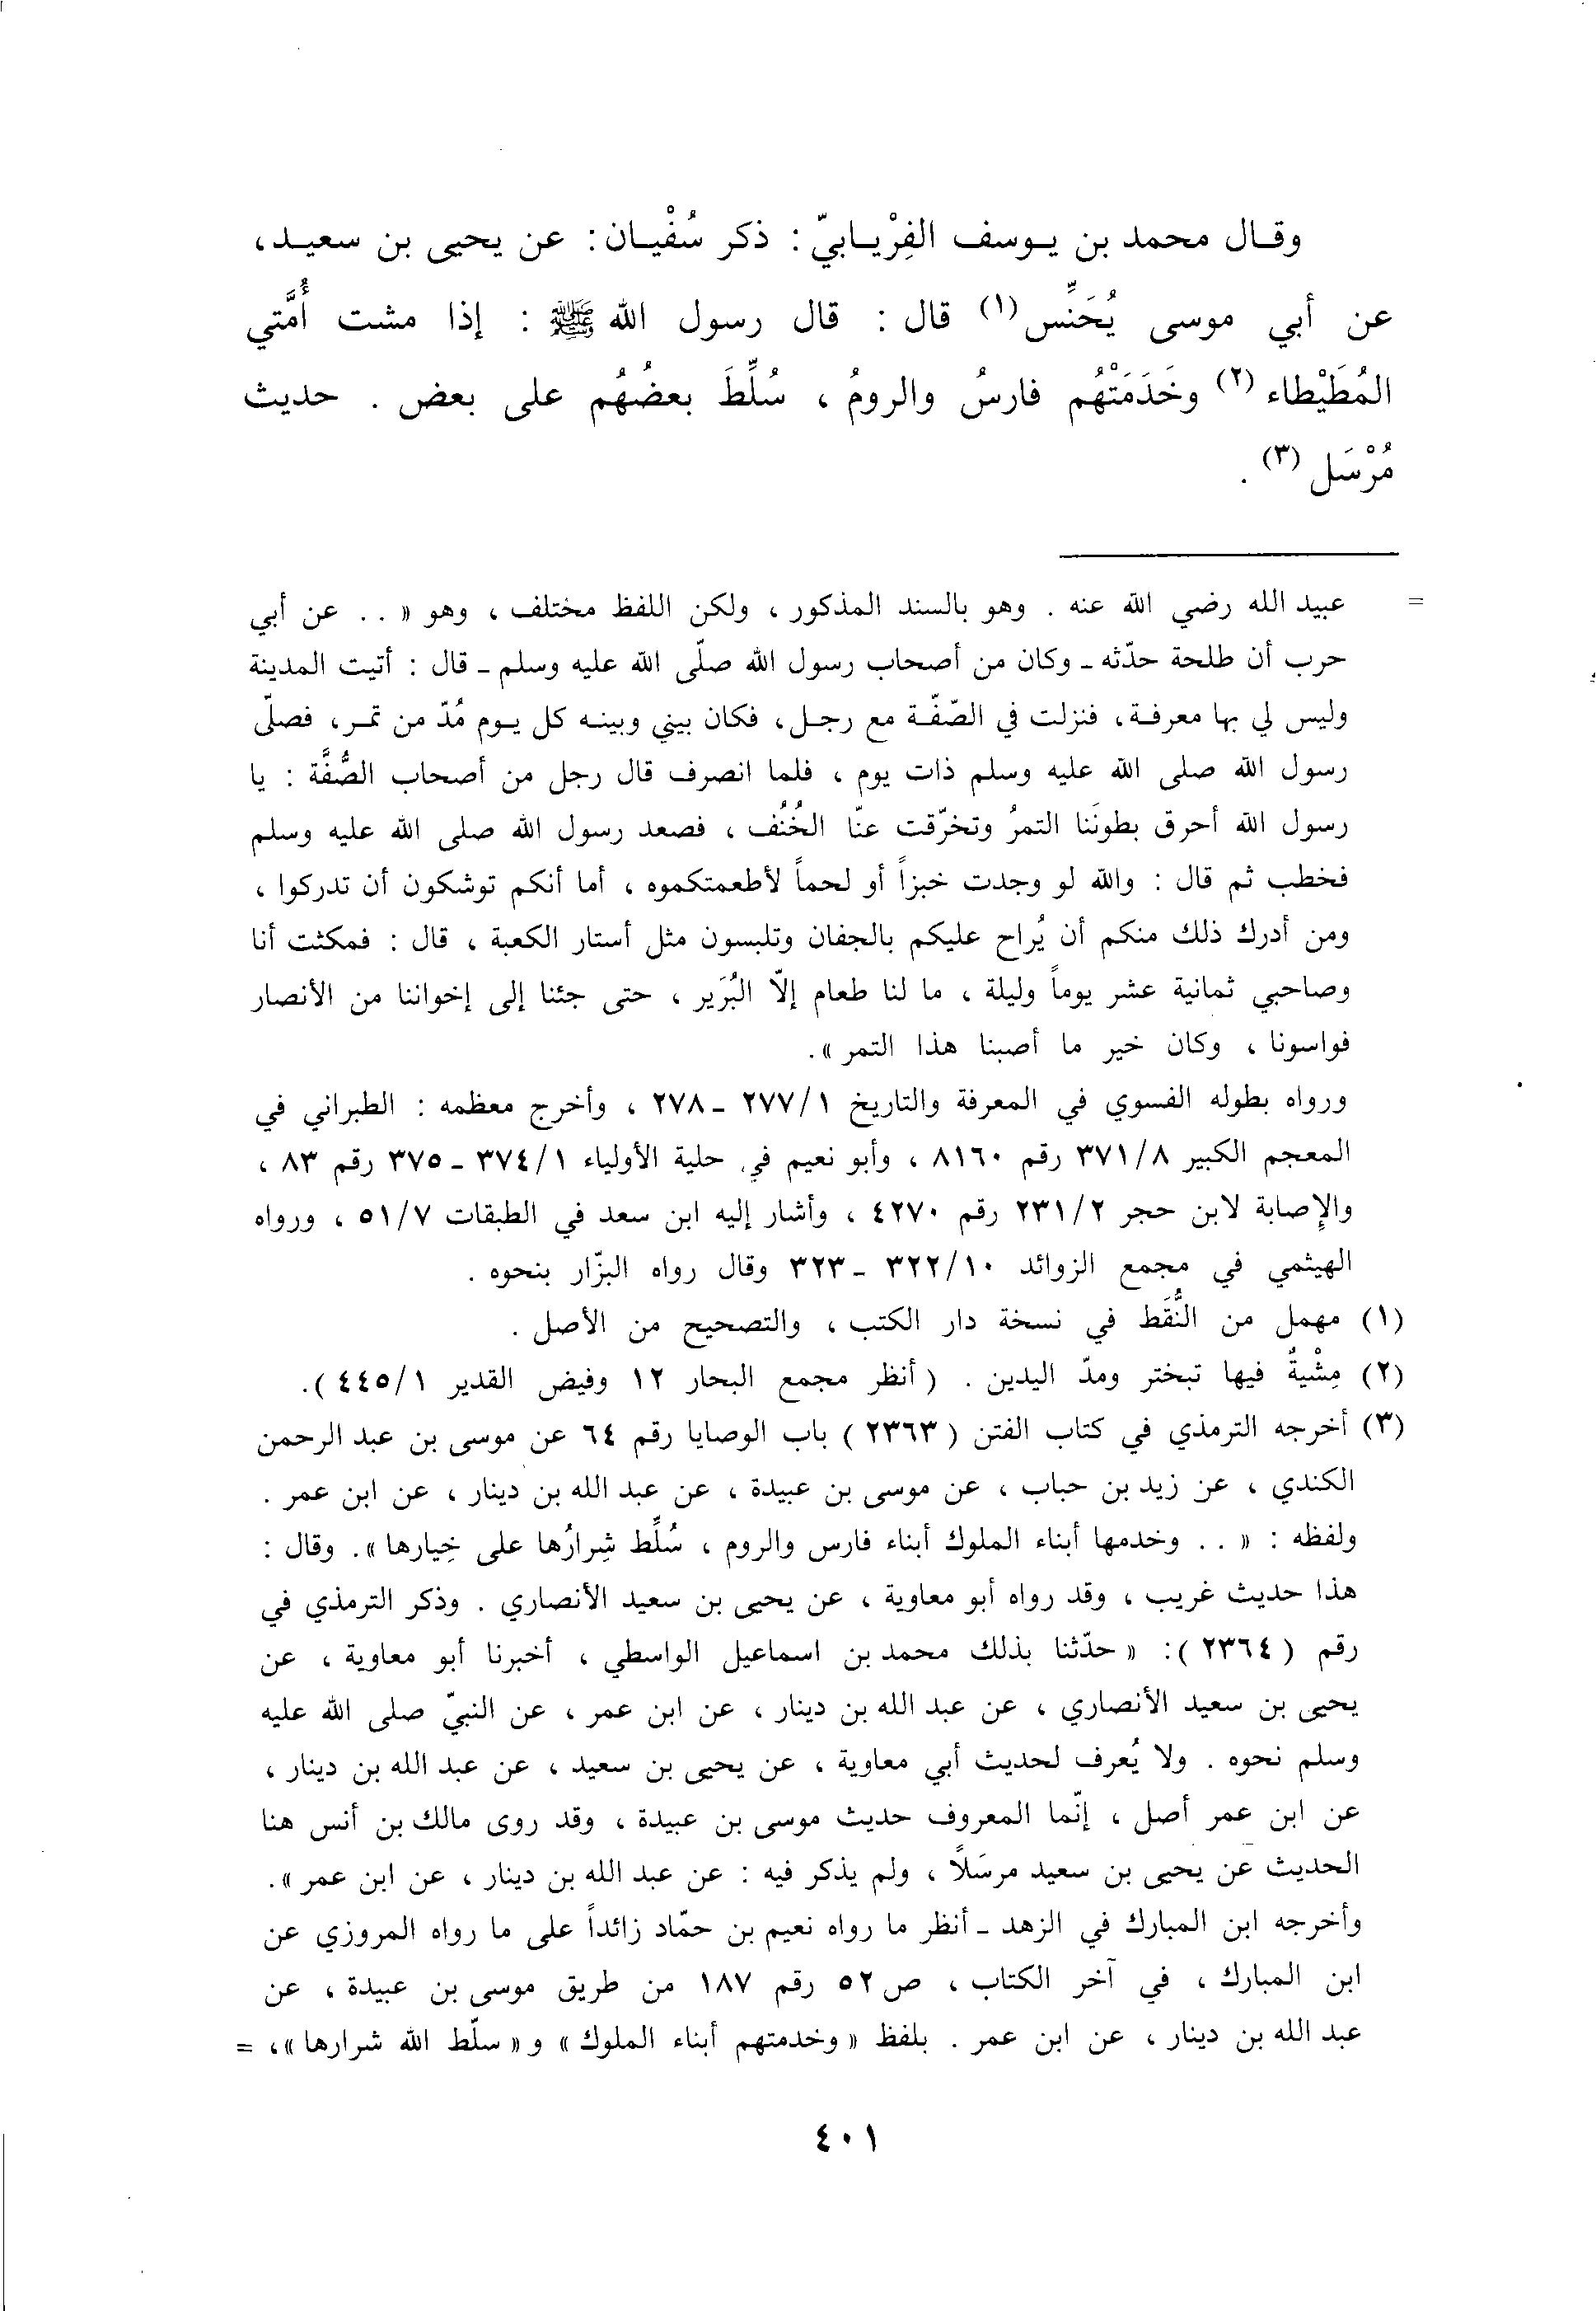 وقال محمد بن يوسف الفِرْيابيّ : ذكر سُفْيان : عن يحيى بن سعيد ،
عن أبي موسى يُحَنِّس (١) قال : قال رسول الله ﷺ : إذا مشت أُمَّتي
المُطَيْطاء (٢) وخَدَمَتْهُم فارسُ والرومُ ، سُلِّطَ بعضُهُم على بعض . حديث
مُرْسَل (٣) .
= عبيد الله رضي الله عنه . وهو بالسند المذكور ، ولكن اللفظ مختلف ، وهو « . . عن أبي
حرب أن طلحة حدّثه ـ وكان من أصحاب رسول الله صلّى الله عليه وسلم ـ قال : أتيت المدينة
وليس لي بها معرفة ، فنزلت في الصّفّة مع رجل ، فكان بيني وبينه كل يوم مُدّ من تمر ، فصلّى
رسول الله صلى الله عليه وسلم ذات يوم ، فلما انصرف قال رجل من أصحاب الصُّفَّة : يا
رسول الله أحرق بطونَنا التمرُ وتخرّقت عنّا الخُنُف ، فصعد رسول الله صلى الله عليه وسلم
فخطب ثم قال : والله لو وجدت خبزاً أو لحماً لأطعمتكموه ، أما أنكم توشكون أن تدركوا ،
ومن أدرك ذلك منكم أن يُراح عليكم بالجفان وتلبسون مثل أستار الكعبة ، قال : فمكثت أنا
وصاحبي ثمانية عشر يوماً وليلة ، ما لنا طعام إلاّ البُرَير ، حتى جئنا إلى إخواننا من الأنصار
فواسونا ، وكان خير ما أصبنا هذا التمر » .
ورواه بطوله الفسوي في المعرفة والتاريخ ١/٢٧٧ ـ ٢٧٨ ، وأخرج معظمه : الطبراني في
المعجم الكبير ٨/٣٧١ رقم ٨١٦٠ ، وأبو نعيم في حلية الأولياء ١/٣٧٤ ـ ٣٧٥ رقم ٨٣ ،
والإصابة لابن حجر ٢/٢٣١ رقم ٤٢٧٠ ، وأشار إليه ابن سعد في الطبقات ٧/٥١ ، ورواه
الهيثمي في مجمع الزوائد ١٠/٣٢٢ ـ ٣٢٣ وقال رواه البزّار بنحوه .
(١) مهمل من النُّقَط في نسخة دار الكتب ، والتصحيح من الأصل .
(٢) مِشْيةٌ فيها تبختر ومدّ اليدين . ( أنظر مجمع البحار ١٢ وفيض القدير ١/٤٤٥ ) .
(٣) أخرجه الترمذي في كتاب الفتن ( ٢٣٦٣ ) باب الوصايا رقم ٦٤ عن موسى بن عبد الرحمن
الكندي ، عن زيد بن حباب ، عن موسى بن عبيدة ، عن عبد الله بن دينار ، عن ابن عمر .
ولفظه : « . . وخدمها أبناء الملوك أبناء فارس والروم ، سُلِّط شِرارُها على خِيارها » . وقال :
هذا حديث غريب ، وقد رواه أبو معاوية ، عن يحيى بن سعيد الأنصاري . وذكر الترمذي في
رقم ( ٢٣٦٤ ) : « حدّثنا بذلك محمد بن اسماعيل الواسطي ، أخبرنا أبو معاوية ، عن
يحيى بن سعيد الأنصاري ، عن عبد الله بن دينار ، عن ابن عمر ، عن النبيّ صلى الله عليه
وسلم نحوه . ولا يُعرف لحديث أبي معاوية ، عن يحيى بن سعيد ، عن عبد الله بن دينار ،
عن ابن عمر أصل ، إنّما المعروف حديث موسى بن عبيدة ، وقد روى مالك بن أنس هنا
الحديث عن يحيى بن سعيد مرسَلاً ، ولم يذكر فيه : عن عبد الله بن دينار ، عن ابن عمر » .
وأخرجه ابن المبارك في الزهد ـ أنظر ما رواه نعيم بن حمّاد زائداً على ما رواه المروزي عن
ابن المبارك ، في آخر الكتاب ، ص ٥٢ رقم ١٨٧ من طريق موسى بن عبيدة ، عن
عبد الله بن دينار ، عن ابن عمر . بلفظ « وخدمتهم أبناء الملوك » و « سلّط الله شرارها » ، =
٤٠١